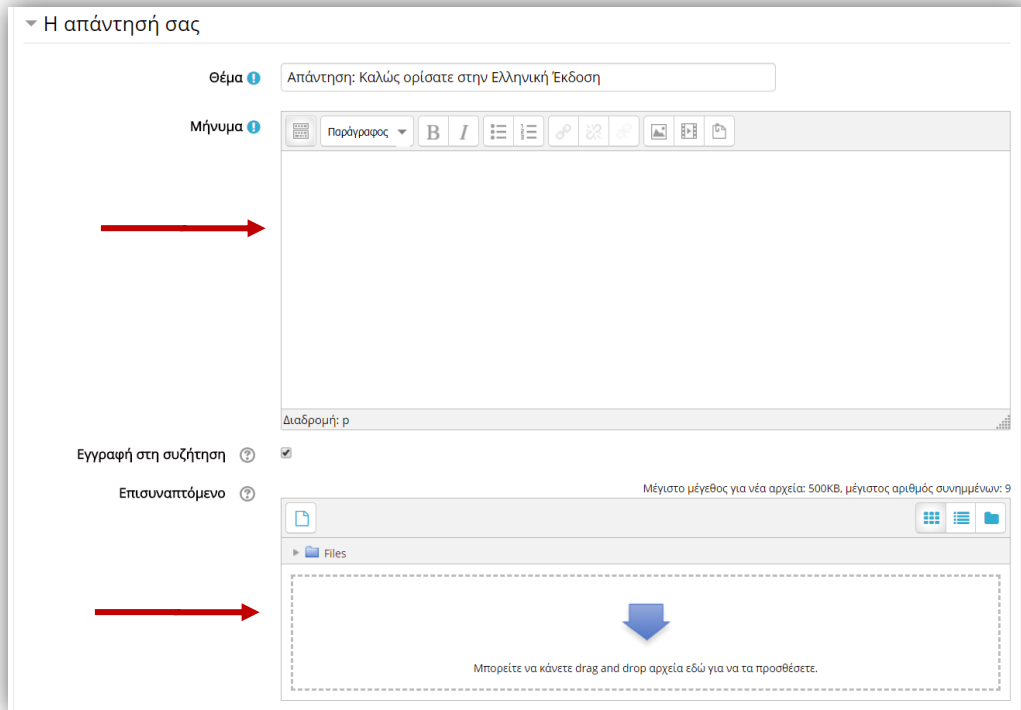 Η απάντησή σας
Θέμα
Απάντηση: Καλώς ορίσατε στην Ελληνική Έκδοση
Μήνυμα
Παράγραφος B I
Διαδρομή: p
Εγγραφή στη συζήτηση
Επισυναπτόμενο
Μέγιστο μέγεθος για νέα αρχεία: 500KB, μέγιστος αριθμός συνημμένων: 9
Files
Μπορείτε να κάνετε drag and drop αρχεία εδώ για να τα προσθέσετε.